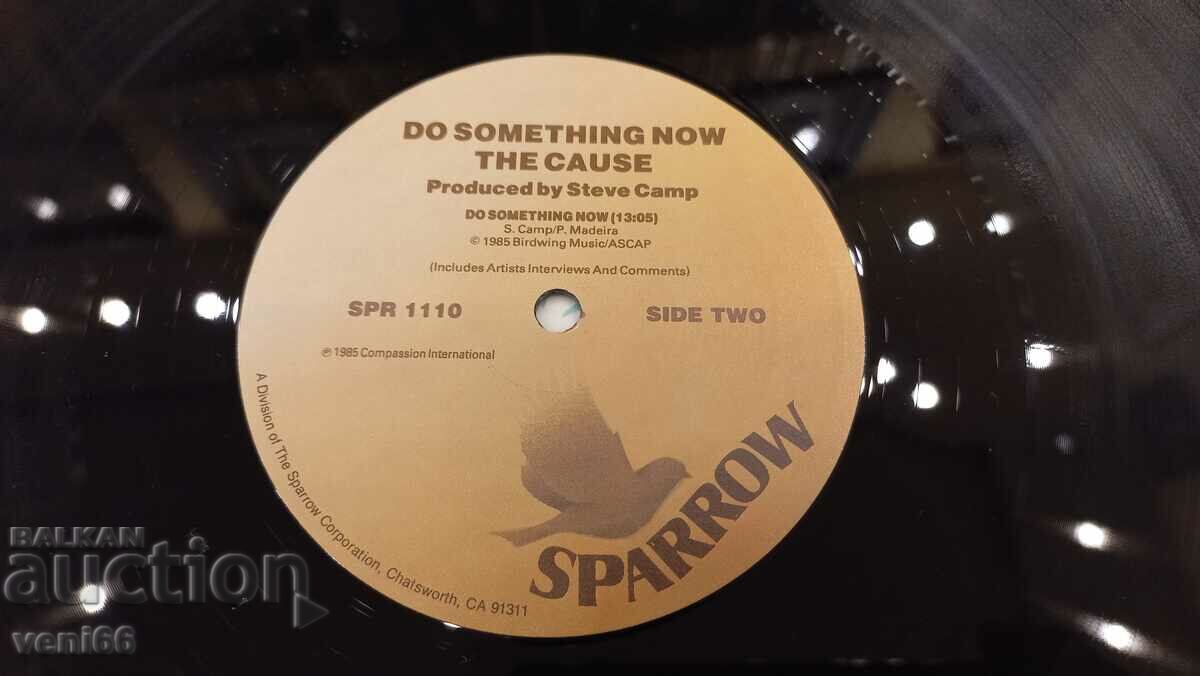 DO SOMETHING NOW
THE CAUSE
Produced by Steve Camp
DO SOMETHING NOW (13:05)
S. Camp/P. Madeira
© 1985 Birdwing Music/ASCAP
(Includes Artists Interviews And Comments)
SPR 1110
SIDE TWO
℗ 1985 Compassion International
SPARROW
A Division of The Sparrow Corporation, Chatsworth, CA 91311
BALKAN
auction
veni66